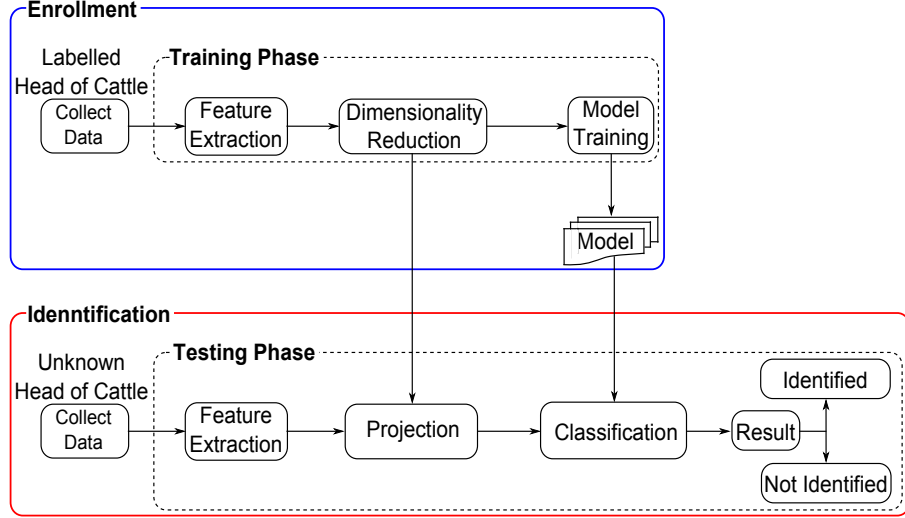 Enrollment
Labelled
Head of Cattle
Training Phase
Collect
Data
Feature
Extraction
Dimensionality
Reduction
Model
Training
Model
Idenntification
Unknown
Head of Cattle
Testing Phase
Collect
Data
Feature
Extraction
Projection
Classification
Result
Identified
Not Identified